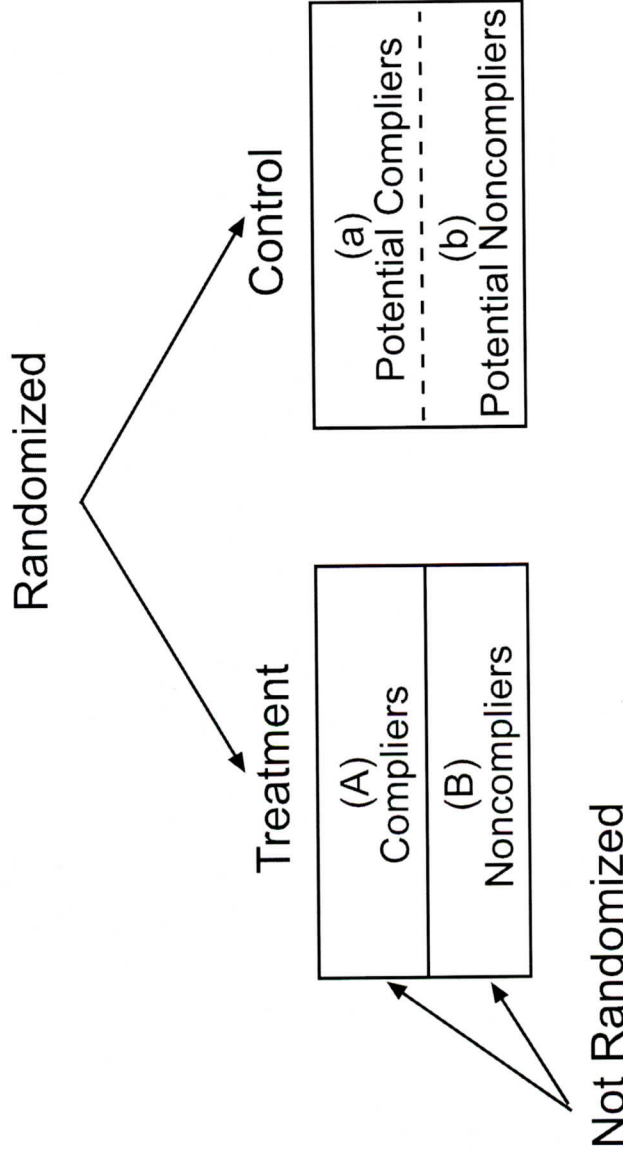 Randomized
Treatment
Control
(A)
Compliers
(B)
Noncompliers
(a)
Potential Compliers
(b)
Potential Noncompliers
Not Randomized